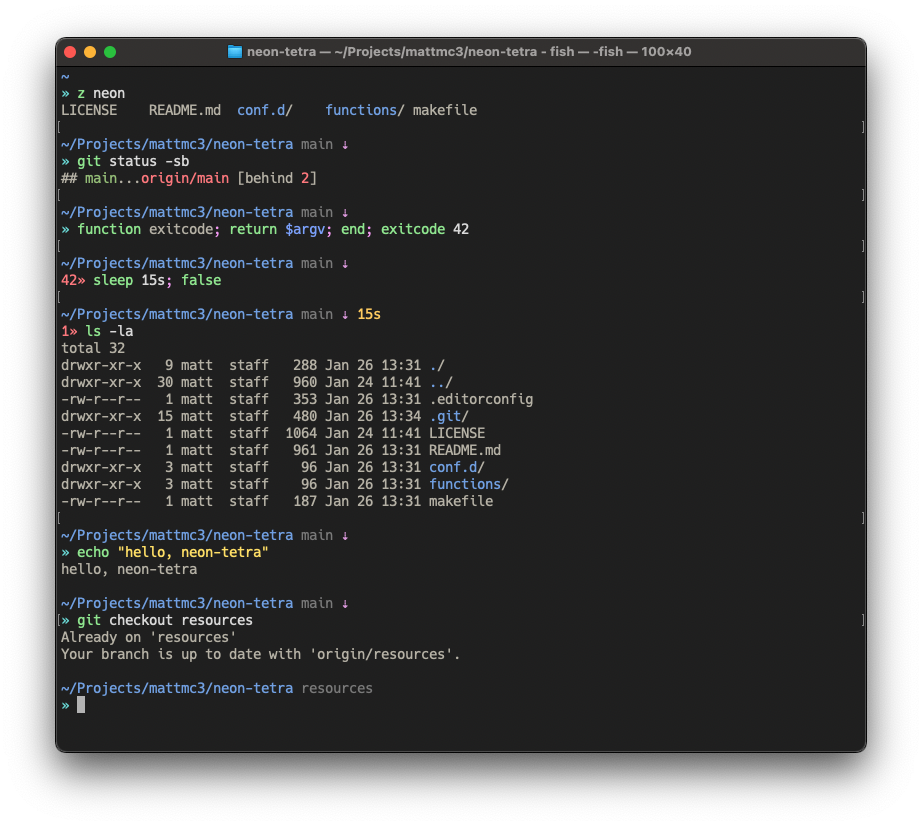 neon-tetra — ~/Projects/mattmc3/neon-tetra - fish — -fish — 100×40
~
» z neon
LICENSE    README.md  conf.d/    functions/ makefile
[                                                                                                  ]
~/Projects/mattmc3/neon-tetra main ↓
» git status -sb
## main...origin/main [behind 2]
[                                                                                                  ]
~/Projects/mattmc3/neon-tetra main ↓
» function exitcode; return $argv; end; exitcode 42
[                                                                                                  ]
~/Projects/mattmc3/neon-tetra main ↓
42» sleep 15s; false
[                                                                                                  ]
~/Projects/mattmc3/neon-tetra main ↓ 15s
1» ls -la
total 32
drwxr-xr-x   9 matt  staff   288 Jan 26 13:31 ./
drwxr-xr-x  30 matt  staff   960 Jan 24 11:41 ../
-rw-r--r--   1 matt  staff   353 Jan 26 13:31 .editorconfig
drwxr-xr-x  15 matt  staff   480 Jan 26 13:34 .git/
-rw-r--r--   1 matt  staff  1064 Jan 24 11:41 LICENSE
-rw-r--r--   1 matt  staff   961 Jan 26 13:31 README.md
drwxr-xr-x   3 matt  staff    96 Jan 26 13:31 conf.d/
drwxr-xr-x   3 matt  staff    96 Jan 26 13:31 functions/
-rw-r--r--   1 matt  staff   187 Jan 26 13:31 makefile
[                                                                                                  ]
~/Projects/mattmc3/neon-tetra main ↓
» echo "hello, neon-tetra"
hello, neon-tetra
~/Projects/mattmc3/neon-tetra main ↓
[» git checkout resources                                                                           ]
Already on 'resources'
Your branch is up to date with 'origin/resources'.
~/Projects/mattmc3/neon-tetra resources
»